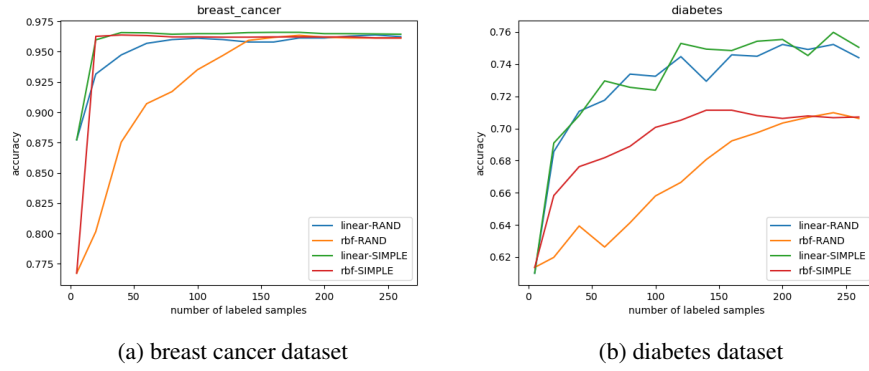 breast_cancer
0.975
0.950
0.925
0.900
0.875
0.850
0.825
0.800
0.775
accuracy
linear-RAND
rbf-RAND
linear-SIMPLE
rbf-SIMPLE
0 50 100 150 200 250
number of labeled samples
(a) breast cancer dataset
diabetes
0.76
0.74
0.72
0.70
0.68
0.66
0.64
0.62
accuracy
linear-RAND
rbf-RAND
linear-SIMPLE
rbf-SIMPLE
0 50 100 150 200 250
number of labeled samples
(b) diabetes dataset